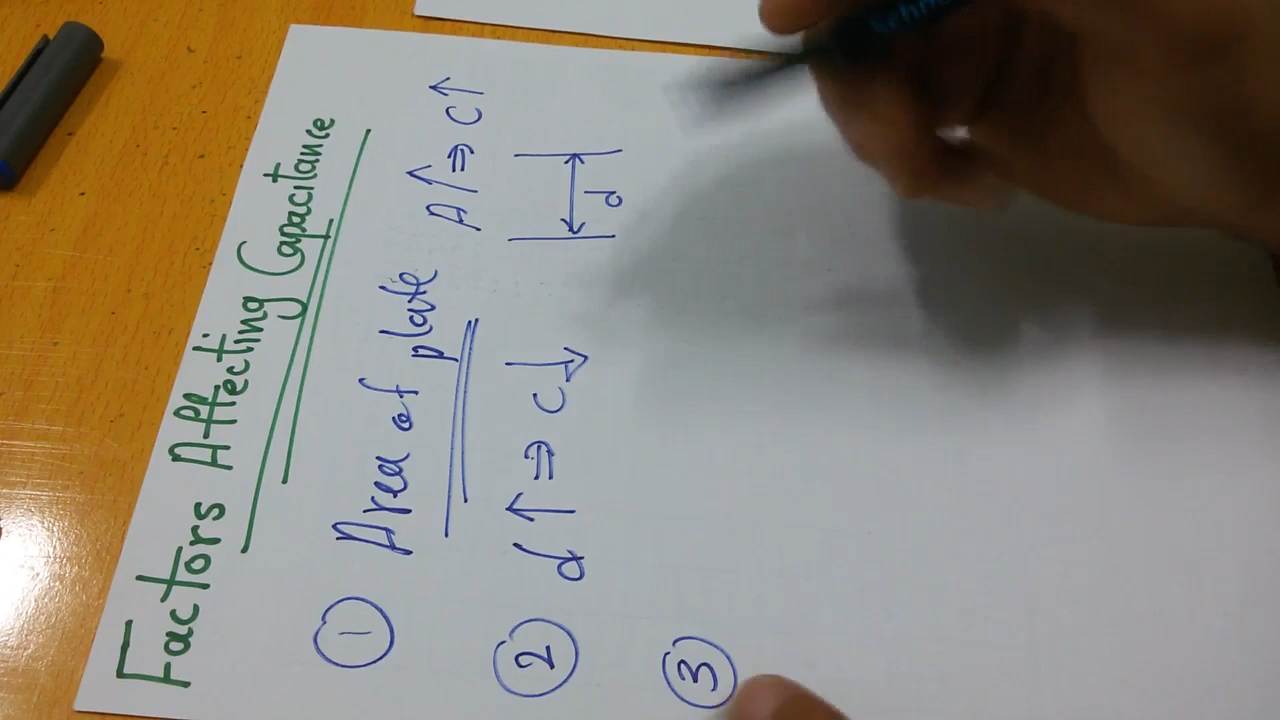 Factors Affecting Capacitance
① Area of plate A↑ ⇒ C↑
② d↑ ⇒ C↓ d
③